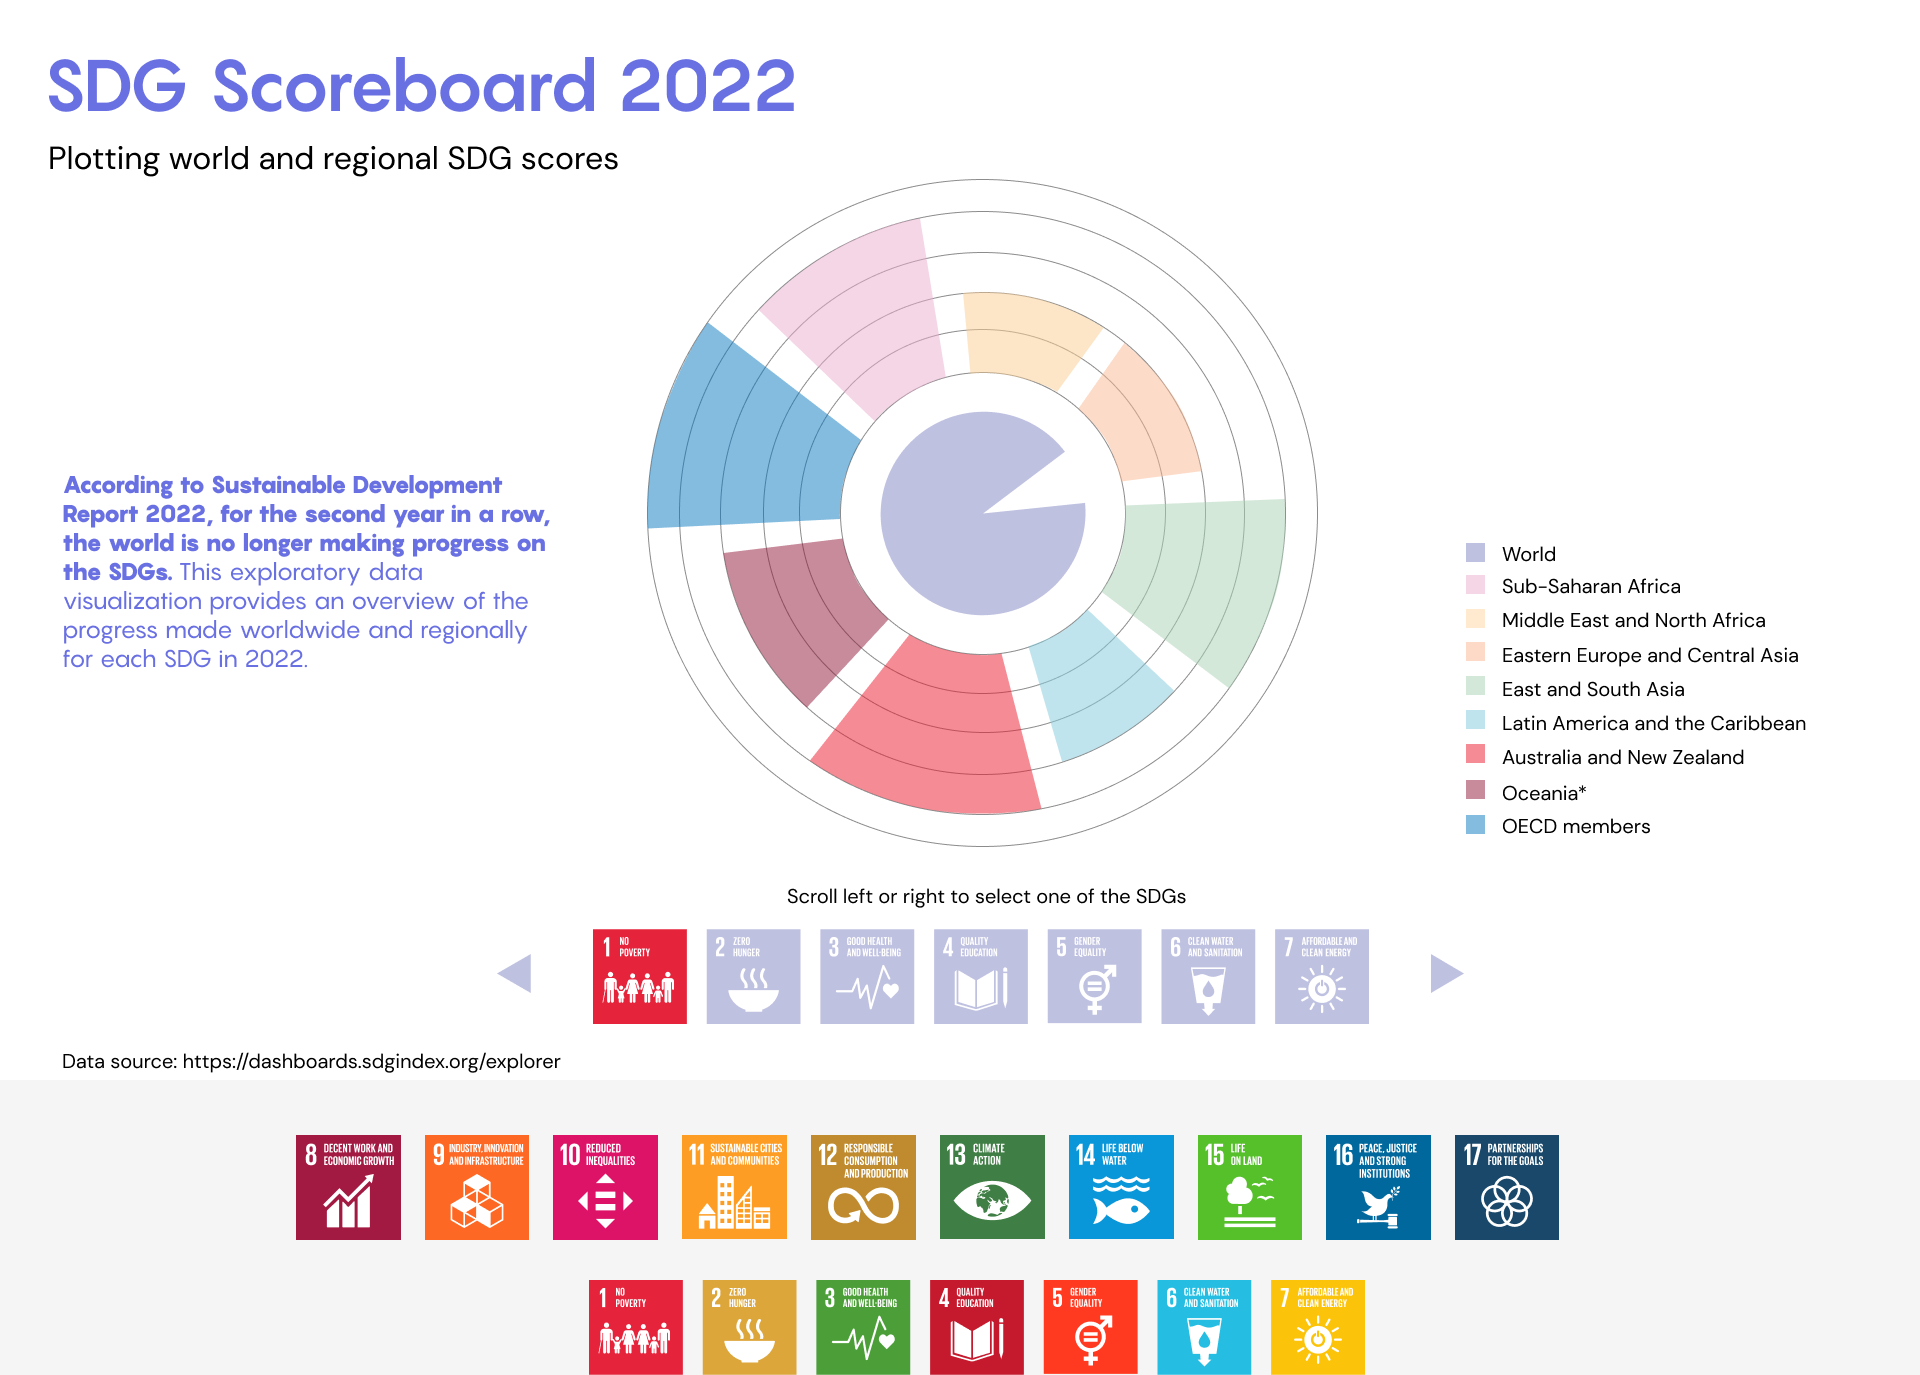 SDG Scoreboard 2022
Plotting world and regional SDG scores
According to Sustainable Development
Report 2022, for the second year in a row,
the world is no longer making progress on
the SDGs. This exploratory data
visualization provides an overview of the
progress made worldwide and regionally
for each SDG in 2022.
World
Sub-Saharan Africa
Middle East and North Africa
Eastern Europe and Central Asia
East and South Asia
Latin America and the Caribbean
Australia and New Zealand
Oceania*
OECD members
Scroll left or right to select one of the SDGs
1 NO
POVERTY
2 ZERO
HUNGER
3 GOOD HEALTH
AND WELL-BEING
4 QUALITY
EDUCATION
5 GENDER
EQUALITY
6 CLEAN WATER
AND SANITATION
7 AFFORDABLE AND
CLEAN ENERGY
Data source: https://dashboards.sdgindex.org/explorer
8 DECENT WORK AND
ECONOMIC GROWTH
9 INDUSTRY, INNOVATION
AND INFRASTRUCTURE
10 REDUCED
INEQUALITIES
11 SUSTAINABLE CITIES
AND COMMUNITIES
12 RESPONSIBLE
CONSUMPTION
AND PRODUCTION
13 CLIMATE
ACTION
14 LIFE BELOW
WATER
15 LIFE
ON LAND
16 PEACE, JUSTICE
AND STRONG
INSTITUTIONS
17 PARTNERSHIPS
FOR THE GOALS
1 NO
POVERTY
2 ZERO
HUNGER
3 GOOD HEALTH
AND WELL-BEING
4 QUALITY
EDUCATION
5 GENDER
EQUALITY
6 CLEAN WATER
AND SANITATION
7 AFFORDABLE AND
CLEAN ENERGY